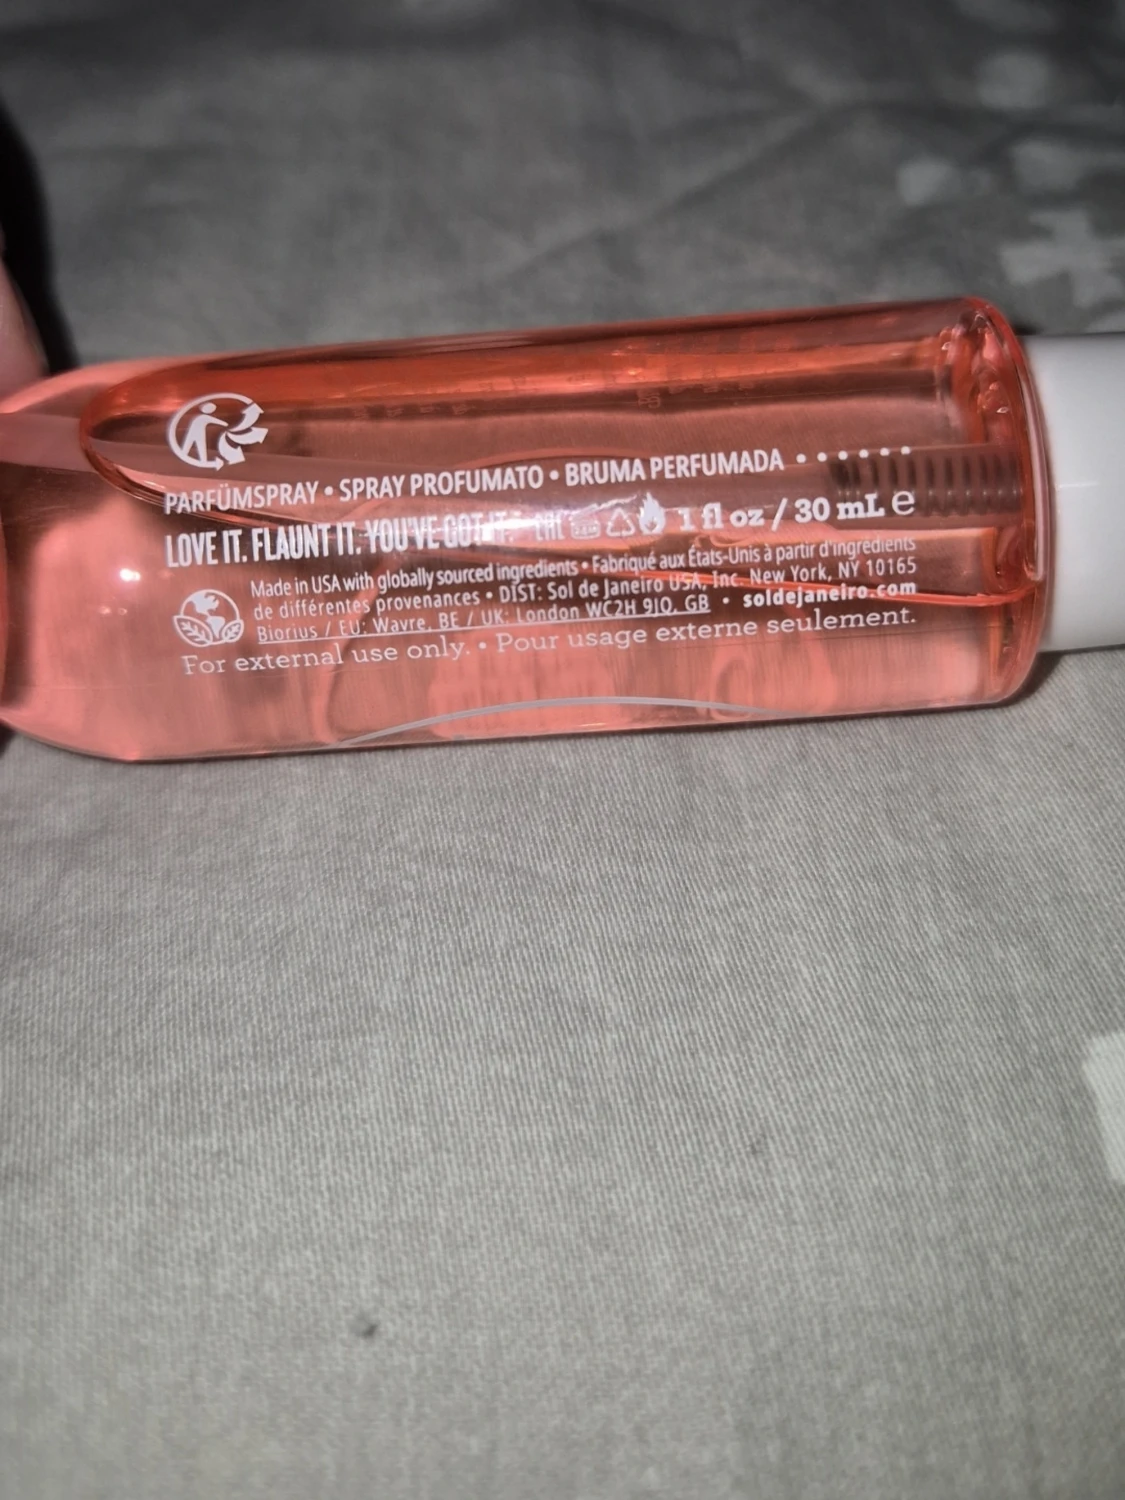 PARFÜMSPRAY • SPRAY PROFUMATO • BRUMA PERFUMADA • • • • • •
LOVE IT. FLAUNT IT. YOU'VE GOT IT. EAC 1 fl oz / 30 mL e
Made in USA with globally sourced ingredients • Fabriqué aux États-Unis à partir d'ingrédients
de différentes provenances • DIST: Sol de Janeiro USA, Inc. New York, NY 10165
Biorius / EU: Wavre, BE / UK: London WC2H 9JQ, GB • soldejaneiro.com
For external use only. • Pour usage externe seulement.